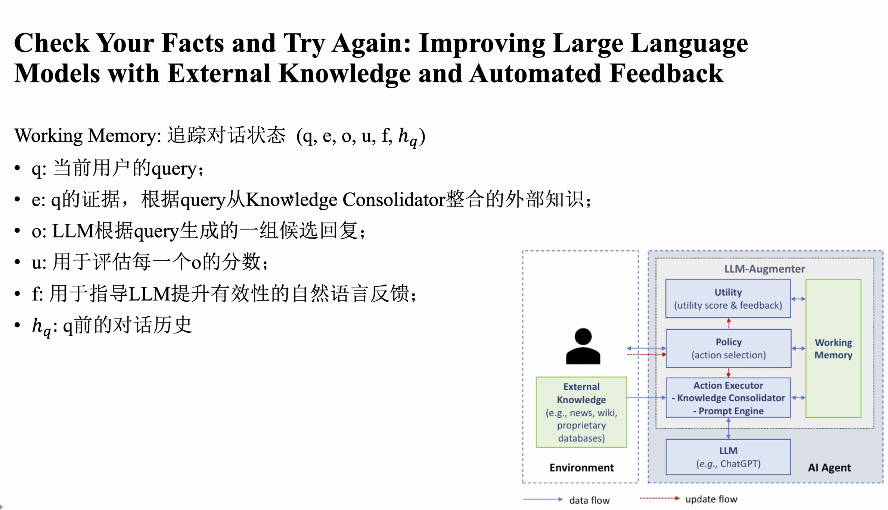 Check Your Facts and Try Again: Improving Large Language
Models with External Knowledge and Automated Feedback
Working Memory: 追踪对话状态 (q, e, o, u, f, h_q)
• q: 当前用户的query；
• e: q的证据，根据query从Knowledge Consolidator整合的外部知识；
• o: LLM根据query生成的一组候选回复；
• u: 用于评估每一个o的分数；
• f: 用于指导LLM提升有效性的自然语言反馈；
• h_q: q前的对话历史
LLM-Augmenter
Utility
(utility score & feedback)
Policy
(action selection)
Working
Memory
Action Executor
- Knowledge Consolidator
- Prompt Engine
External
Knowledge
(e.g., news, wiki,
proprietary
databases)
LLM
(e.g., ChatGPT)
Environment
AI Agent
data flow
update flow